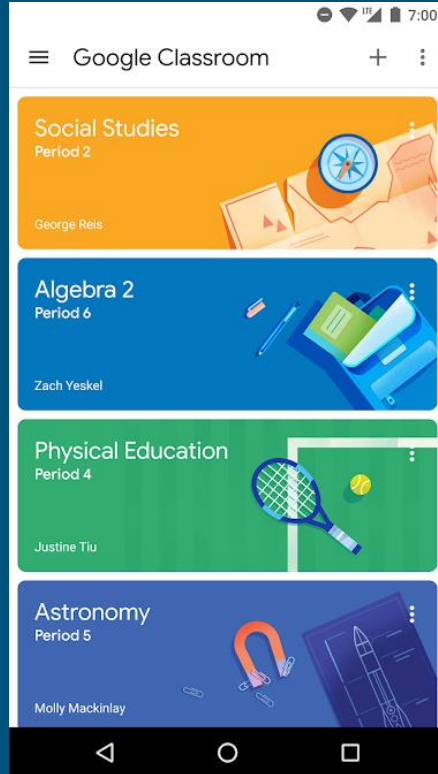 LTE 7:00
Google Classroom
Social Studies
Period 2
George Reis
Algebra 2
Period 6
Zach Yeskel
Physical Education
Period 4
Justine Tiu
Astronomy
Period 5
Molly Mackinlay